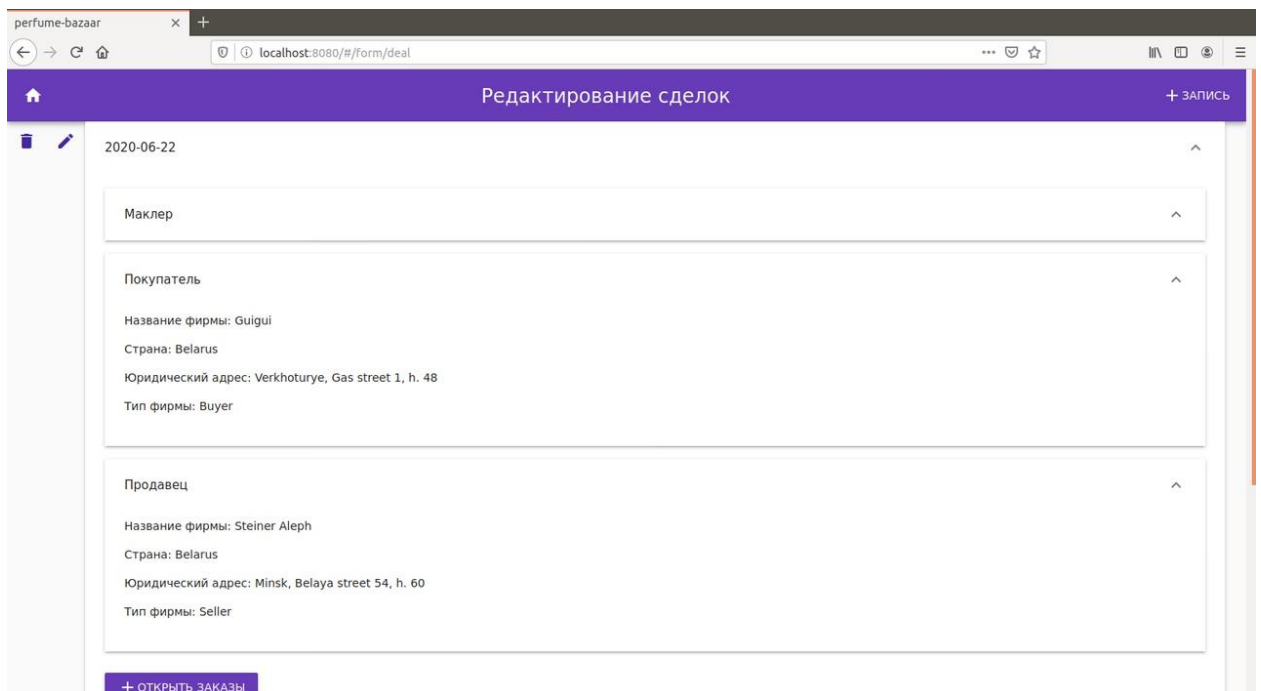 perfume-bazaar
localhost:8080/#/form/deal
Редактирование сделок
+ ЗАПИСЬ
2020-06-22
Маклер
Покупатель
Название фирмы: Guigui
Страна: Belarus
Юридический адрес: Verkhoturye, Gas street 1, h. 48
Тип фирмы: Buyer
Продавец
Название фирмы: Steiner Aleph
Страна: Belarus
Юридический адрес: Minsk, Belaya street 54, h. 60
Тип фирмы: Seller
+ ОТКРЫТЬ ЗАКАЗЫ